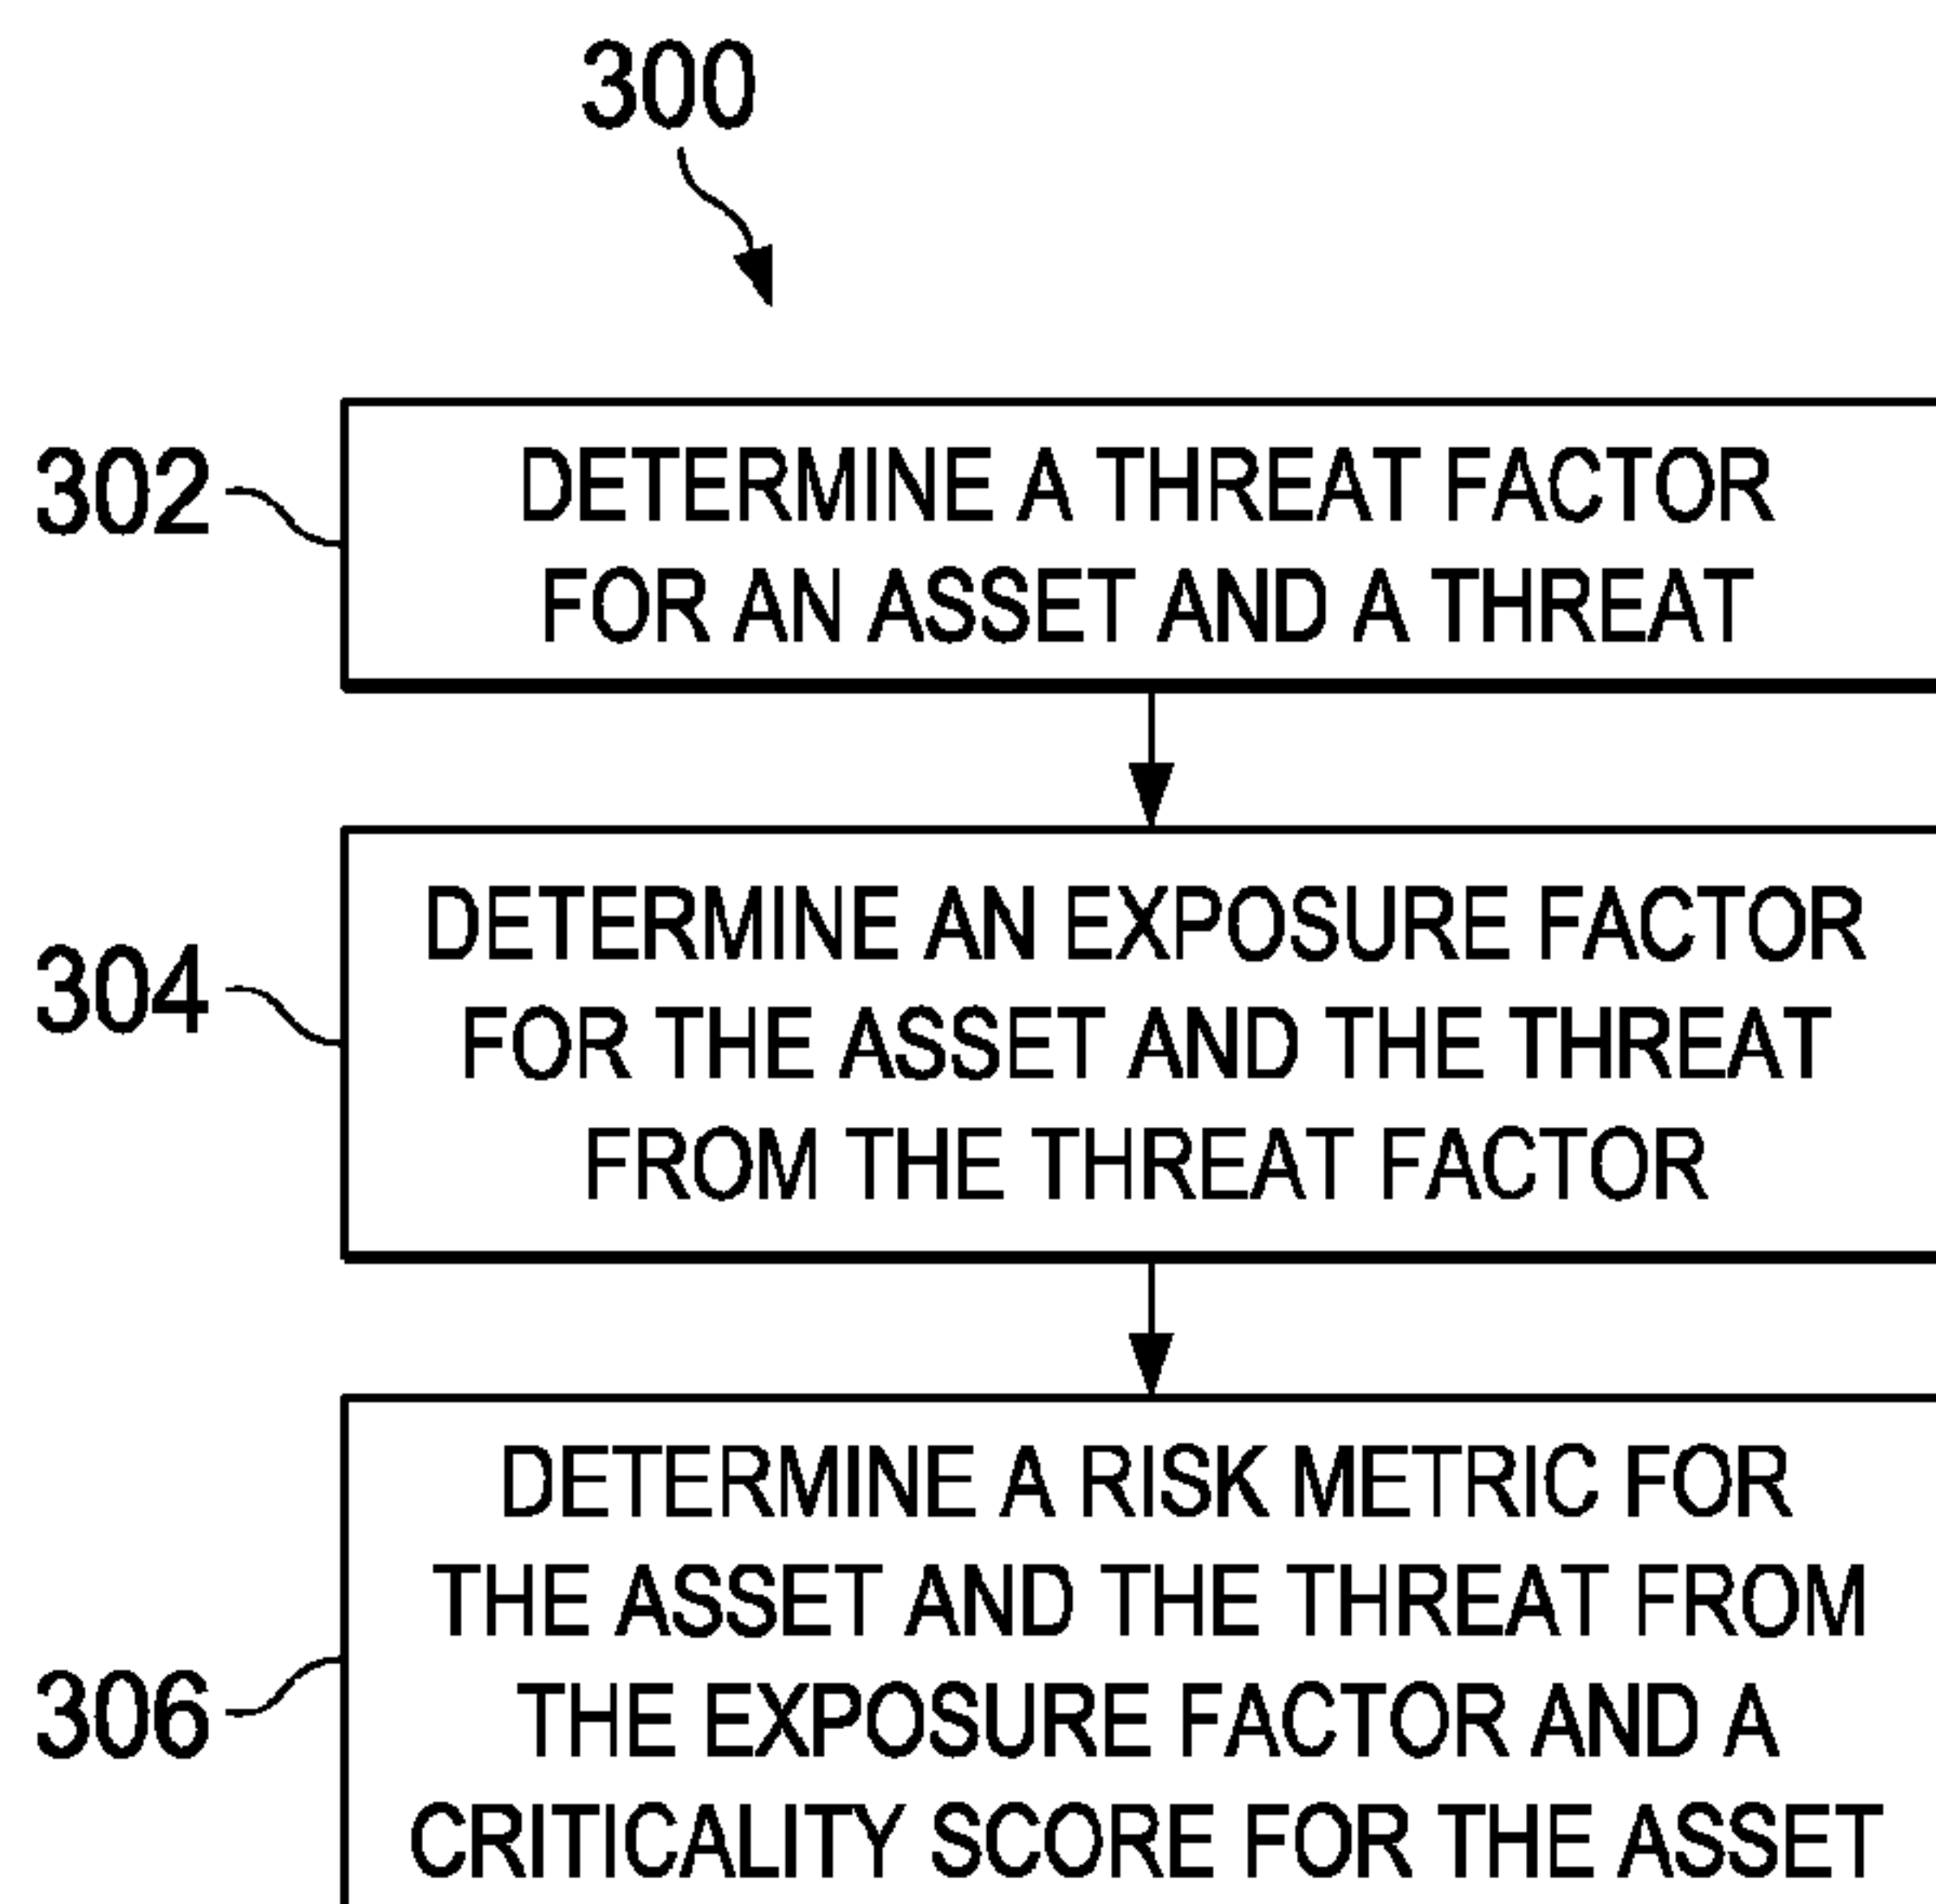 300
302
DETERMINE A THREAT FACTOR
FOR AN ASSET AND A THREAT
304
DETERMINE AN EXPOSURE FACTOR
FOR THE ASSET AND THE THREAT
FROM THE THREAT FACTOR
306
DETERMINE A RISK METRIC FOR
THE ASSET AND THE THREAT FROM
THE EXPOSURE FACTOR AND A
CRITICALITY SCORE FOR THE ASSET